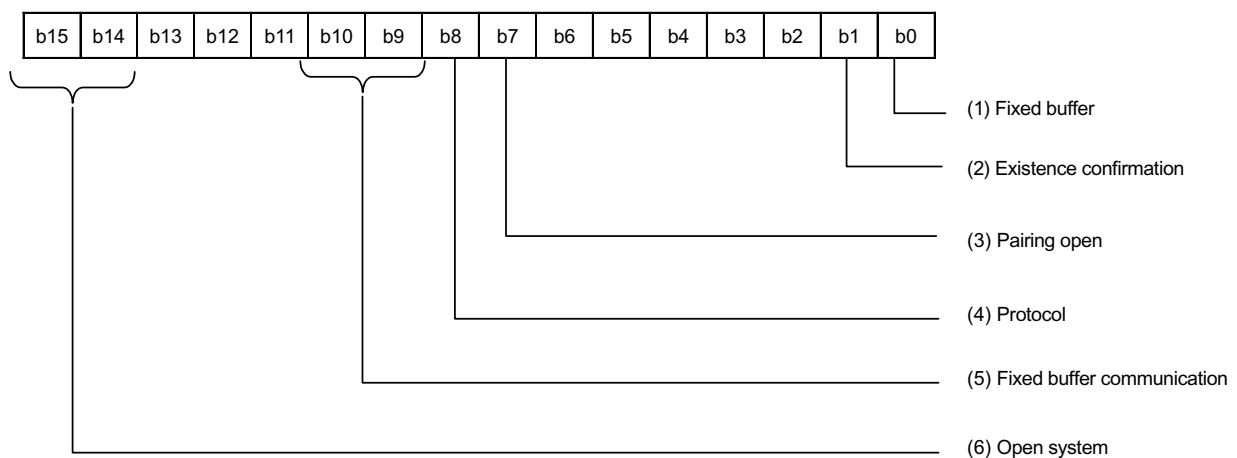 b15 b14 b13 b12 b11 b10 b9 b8 b7 b6 b5 b4 b3 b2 b1 b0
(1) Fixed buffer
(2) Existence confirmation
(3) Pairing open
(4) Protocol
(5) Fixed buffer communication
(6) Open system